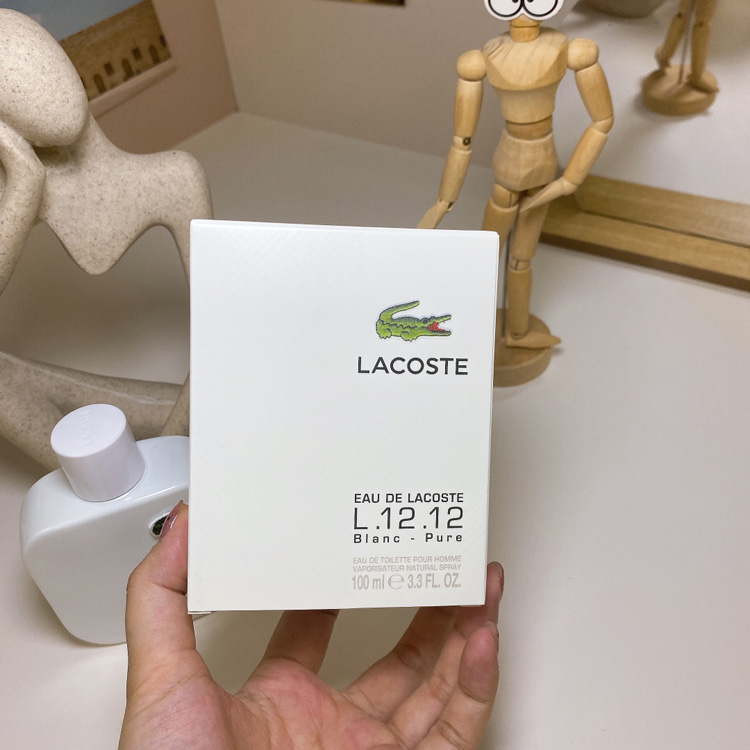 LACOSTE
EAU DE LACOSTE
L.12.12
Blanc - Pure
EAU DE TOILETTE POUR HOMME
VAPORISATEUR NATURAL SPRAY
100 ml ℮ 3.3 FL. OZ.